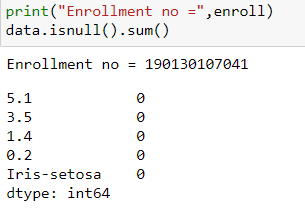 print("Enrollment no =",enroll)
data.isnull().sum()
Enrollment no = 190130107041
5.1 0
3.5 0
1.4 0
0.2 0
Iris-setosa 0
dtype: int64